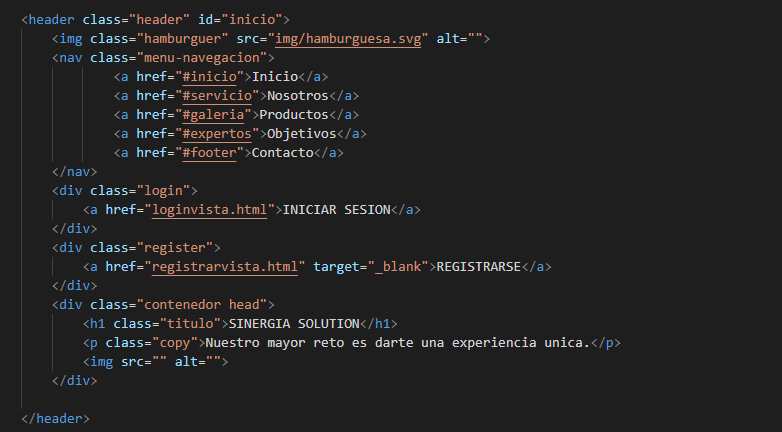 <header class="header" id="inicio">
<img class="hamburguer" src="img/hamburguesa.svg" alt="">
<nav class="menu-navegacion">
<a href="#inicio">Inicio</a>
<a href="#servicio">Nosotros</a>
<a href="#galeria">Productos</a>
<a href="#expertos">Objetivos</a>
<a href="#footer">Contacto</a>
</nav>
<div class="login">
<a href="loginvista.html">INICIAR SESION</a>
</div>
<div class="register">
<a href="registrarvista.html" target="_blank">REGISTRARSE</a>
</div>
<div class="contenedor head">
<h1 class="titulo">SINERGIA SOLUTION</h1>
<p class="copy">Nuestro mayor reto es darte una experiencia unica.</p>
<img src="" alt="">
</div>
</header>